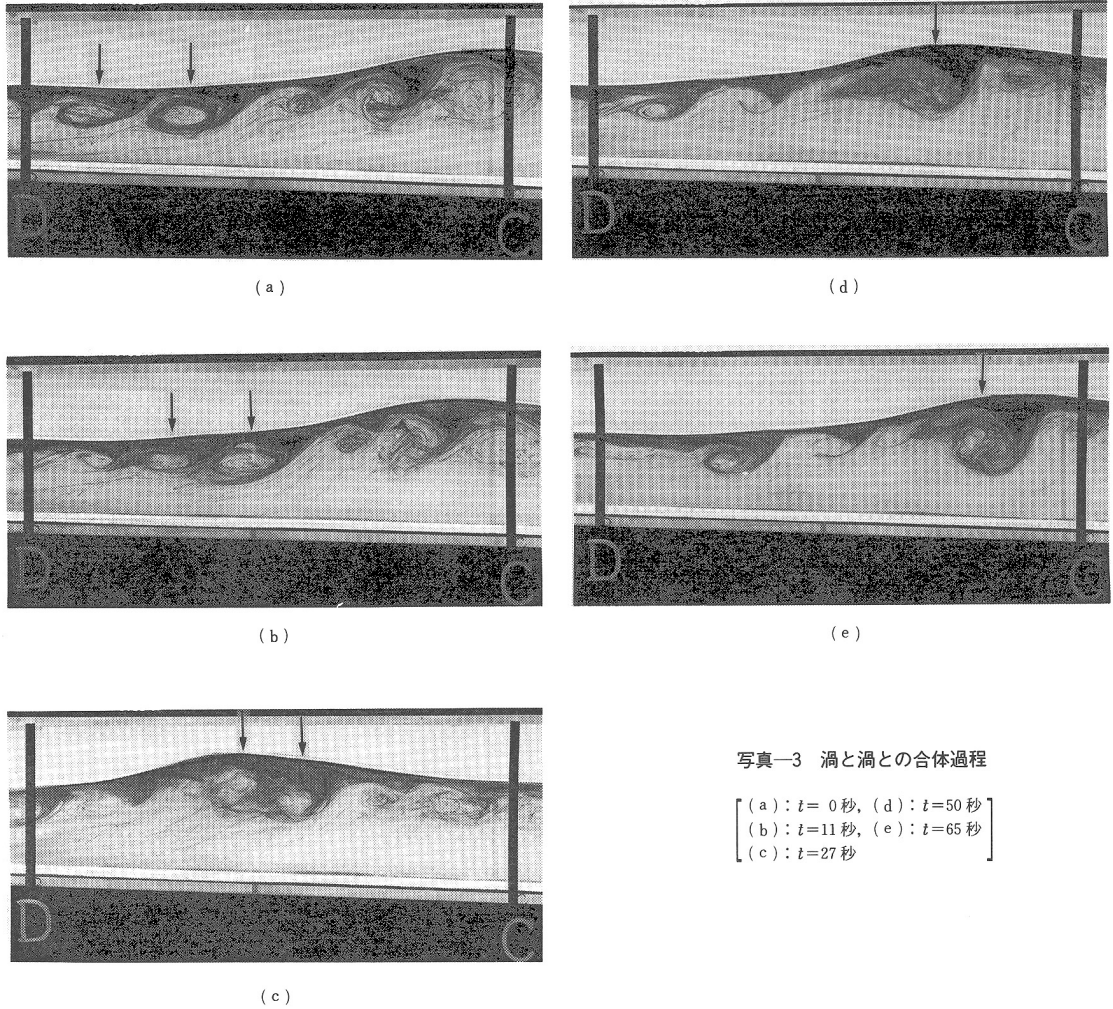 D
C
(a)
D
C
(d)
D
C
(b)
D
C
(e)
D
C
(c)
写真―3 渦と渦との合体過程
(a):t= 0秒, (d):t=50秒
(b):t=11秒, (e):t=65秒
(c):t=27秒